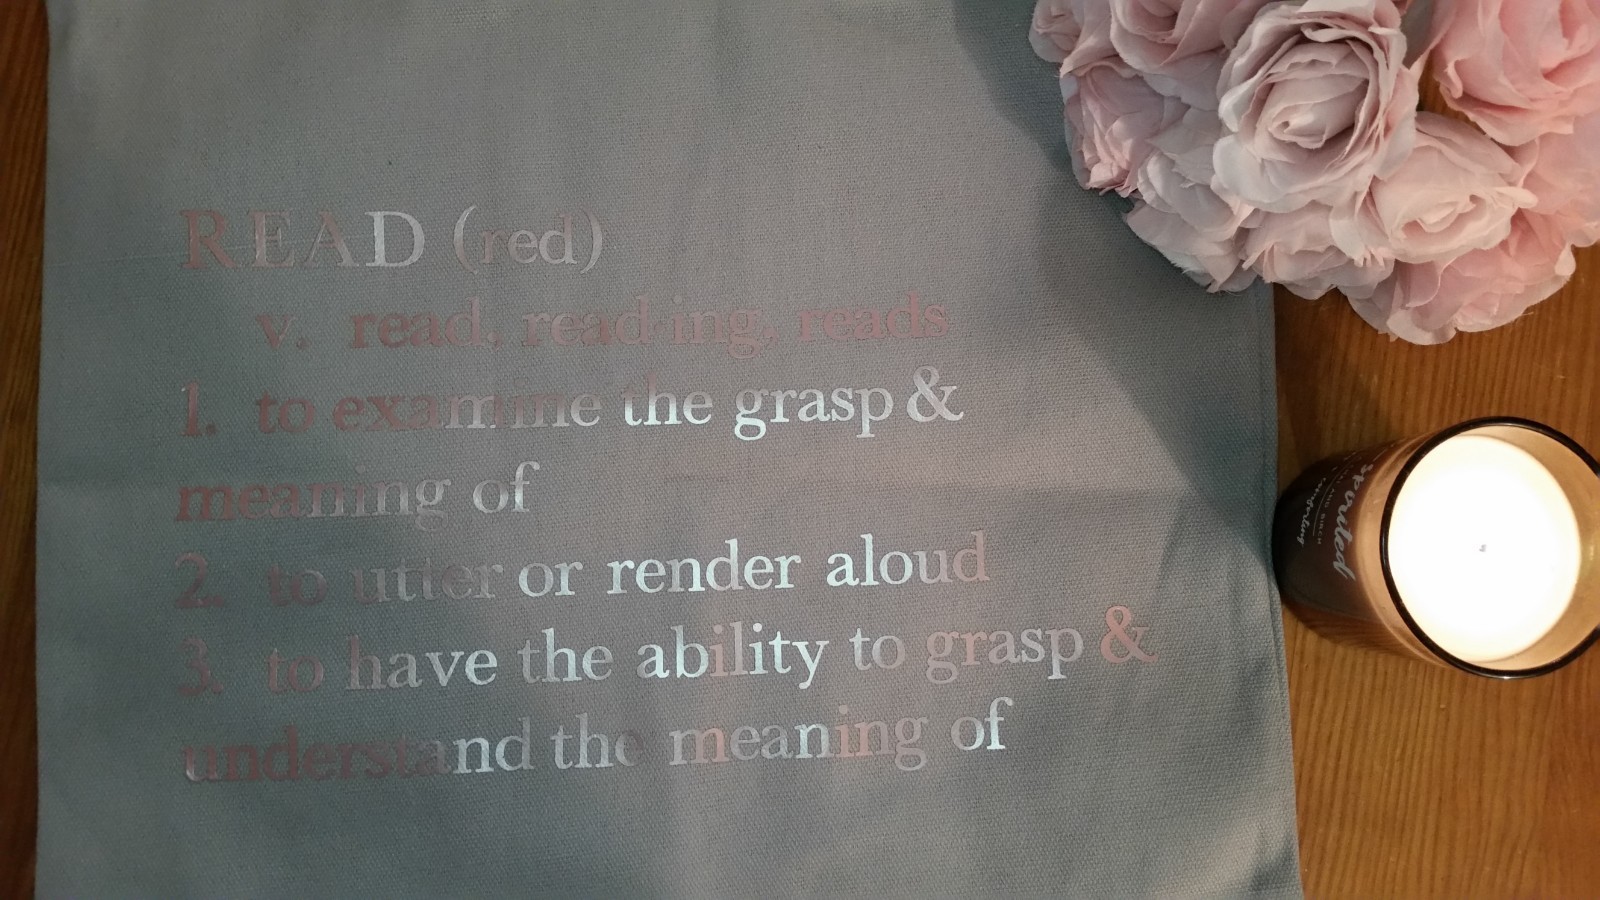 READ (red)
v. read, read·ing, reads
1. to examine the grasp &
meaning of
2. to utter or render aloud
3. to have the ability to grasp &
understand the meaning of
spirited